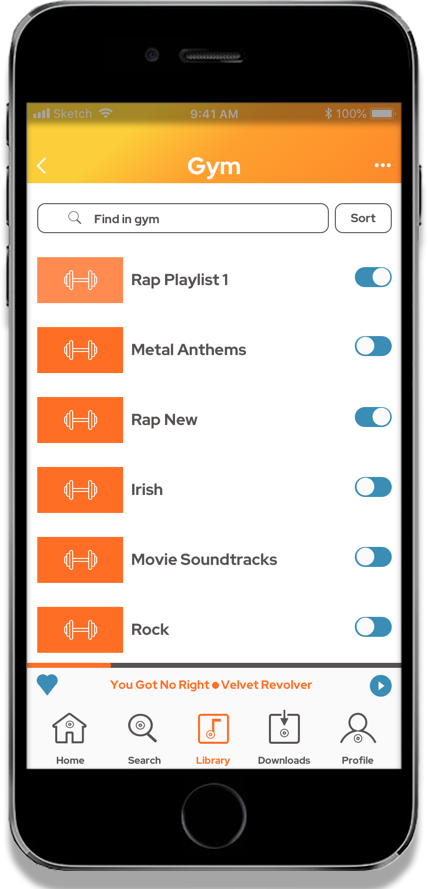 Sketch 9:41 AM 100%
Gym
Find in gym Sort
Rap Playlist 1
Metal Anthems
Rap New
Irish
Movie Soundtracks
Rock
You Got No Right ● Velvet Revolver
Home Search Library Downloads Profile